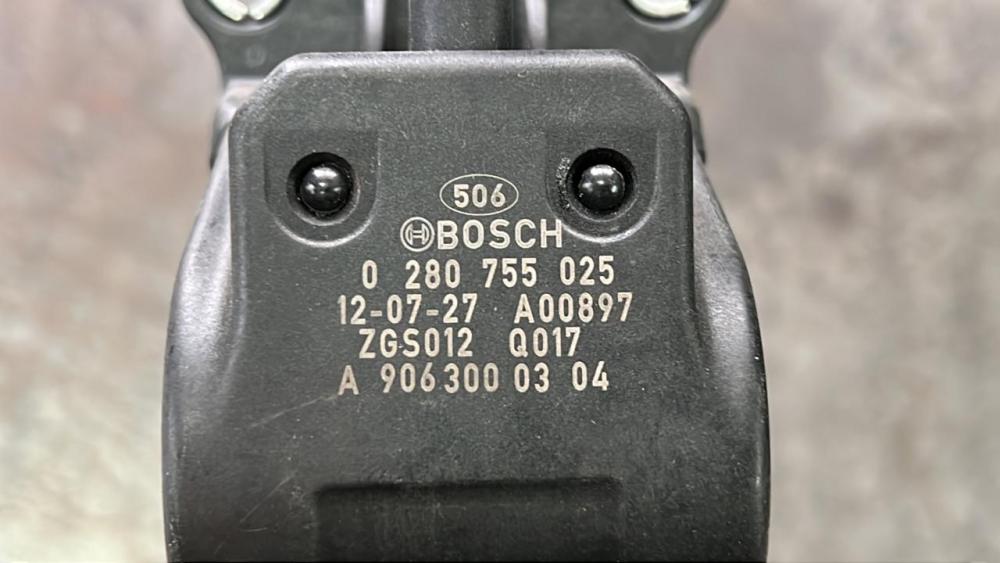 506
BOSCH
0 280 755 025
12-07-27 A00897
ZGS012 Q017
A 906 300 03 04